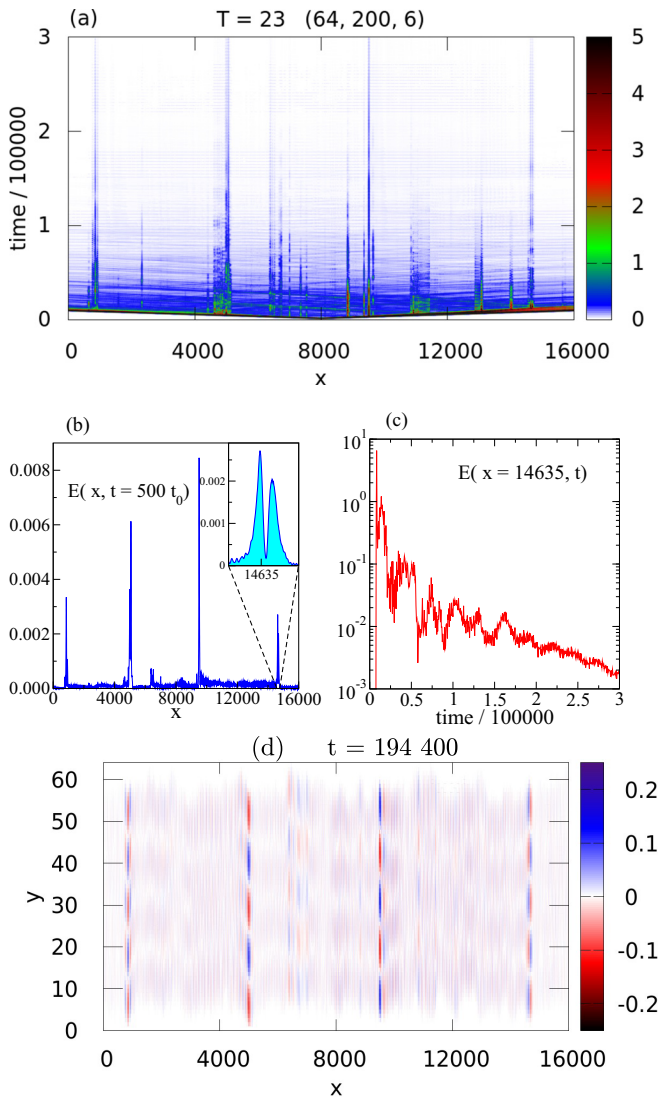 (a) T = 23 (64, 200, 6)
3
2
1
0
time / 100000
0 4000 8000 12000 16000
x
5
4
3
2
1
0
(b)
0.008
0.006
0.004
0.002
0.000
E( x, t = 500 t0)
0.002
0.001
0
14635
0 4000 8000 12000 16000
x
(c)
10^1
10^0
10^-1
10^-2
10^-3
E( x = 14635, t)
0 0.5 1 1.5 2 2.5 3
time / 100000
(d) t = 194 400
60
50
40
30
20
10
0
y
0 4000 8000 12000 16000
x
0.2
0.1
0
-0.1
-0.2